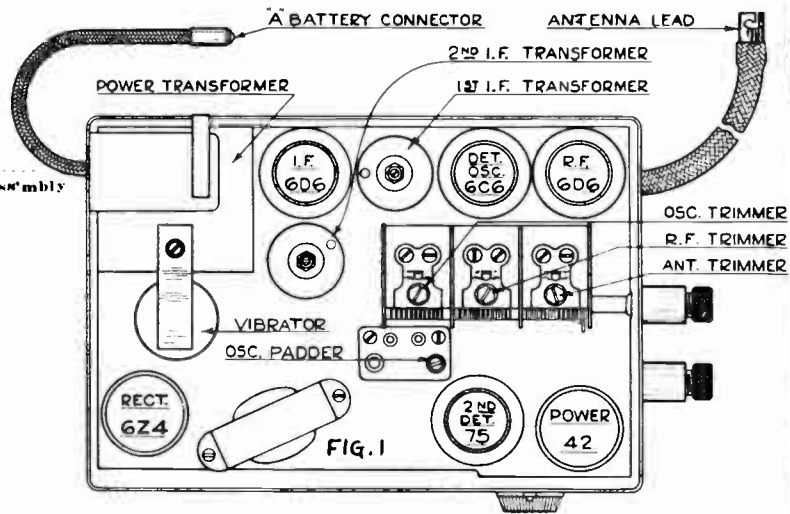 "A" BATTERY CONNECTOR
ANTENNA LEAD
2ND I.F. TRANSFORMER
POWER TRANSFORMER
1ST I.F. TRANSFORMER
I.F.
6D6
DET.
OSC.
6C6
R.F.
6D6
OSC. TRIMMER
R.F. TRIMMER
ANT. TRIMMER
VIBRATOR
OSC. PADDER
RECT.
6Z4
FIG. 1
2ND
DET.
75
POWER
42